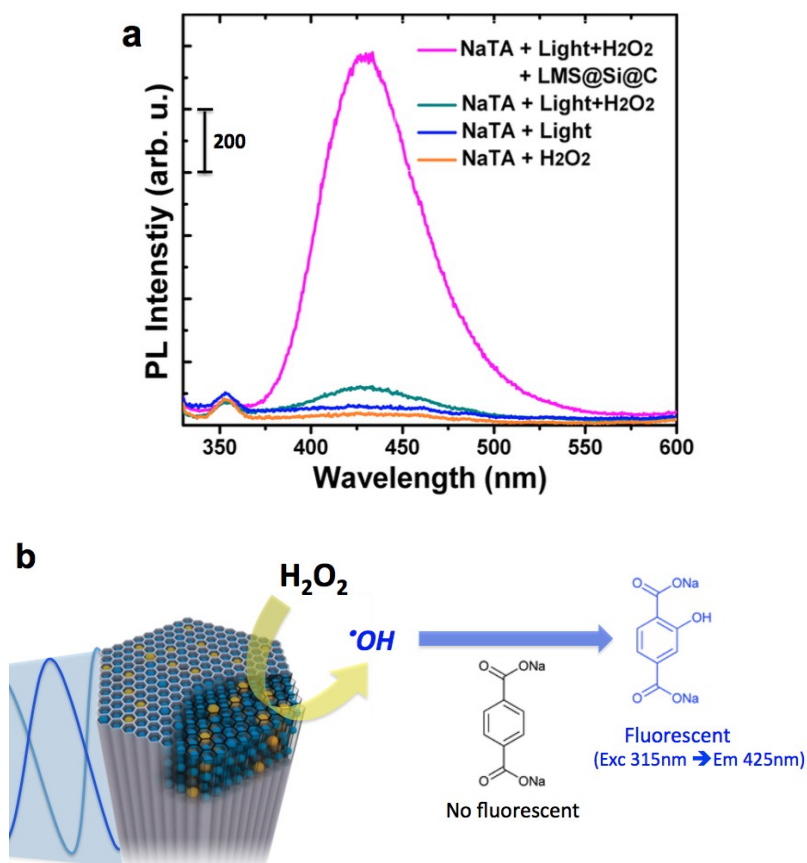 a
NaTA + Light+H2O2
+ LMS@Si@C
NaTA + Light+H2O2
NaTA + Light
NaTA + H2O2
200
PL Intenstiy (arb. u.)
350 400 450 500 550 600
Wavelength (nm)
b
H2O2
•OH
O ONa
OH
O ONa
O ONa
O ONa
Fluorescent
(Exc 315nm ➔Em 425nm)
No fluorescent